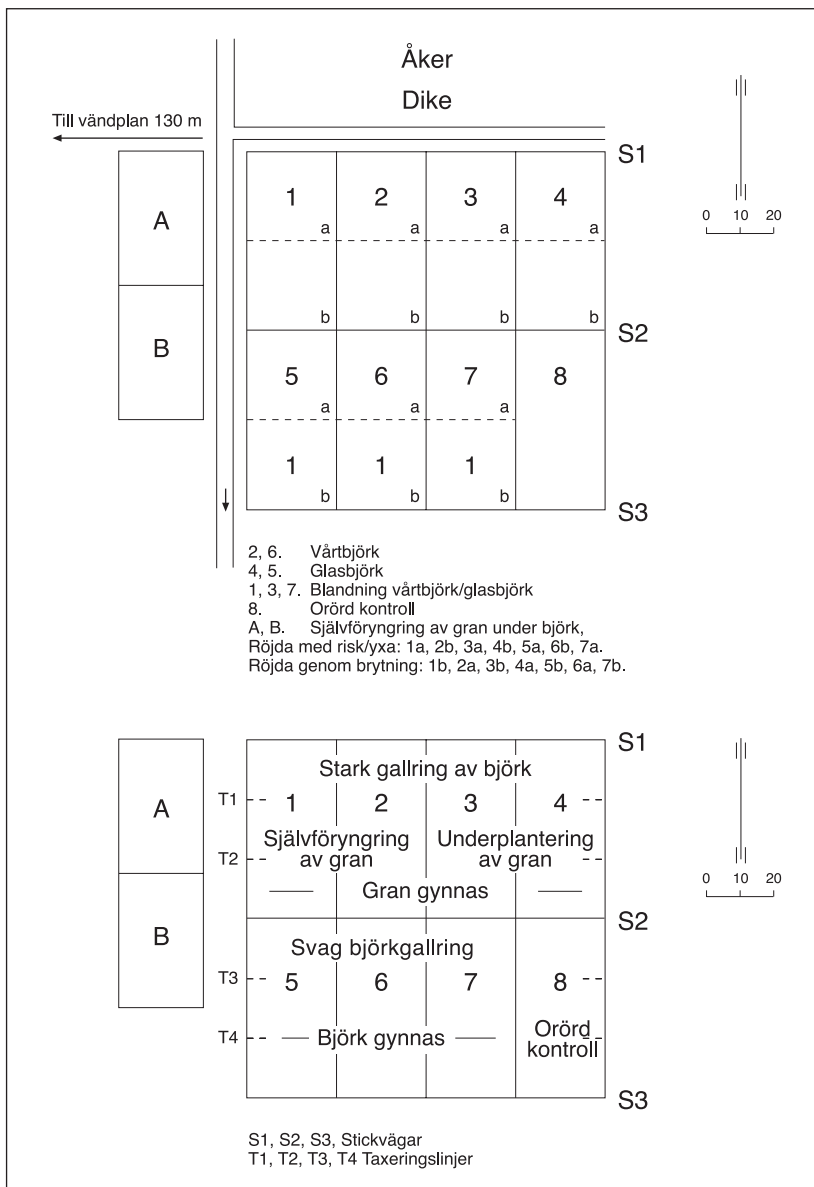 Åker
Dike
Till vändplan 130 m
S1
0 10 20
A
1 2 3 4
a a a a
b b b b
S2
B
5 6 7 8
a a a
1 1 1
b b b
S3
2, 6. Vårtbjörk
4, 5. Glasbjörk
1, 3, 7. Blandning vårtbjörk/glasbjörk
8. Orörd kontroll
A, B. Självföryngring av gran under björk,
Röjda med risk/yxa: 1a, 2b, 3a, 4b, 5a, 6b, 7a.
Röjda genom brytning: 1b, 2a, 3b, 4a, 5b, 6a, 7b.
S1
Stark gallring av björk
A
T1 1 2 3 4
Självföryngring av gran
Underplantering av gran
T2
Gran gynnas
0 10 20
S2
B
Svag björkgallring
T3 5 6 7 8
T4 Björk gynnas
Orörd kontroll
S3
S1, S2, S3, Stickvägar
T1, T2, T3, T4 Taxeringslinjer